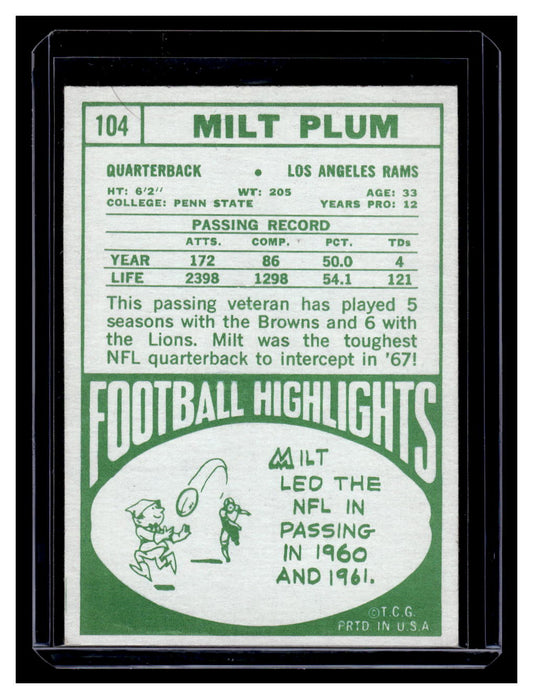 104
MILT PLUM
QUARTERBACK • LOS ANGELES RAMS
HT: 6'2" WT: 205 AGE: 33
COLLEGE: PENN STATE YEARS PRO: 12
PASSING RECORD
ATTS. COMP. PCT. TDs
YEAR 172 86 50.0 4
LIFE 2398 1298 54.1 121
This passing veteran has played 5
seasons with the Browns and 6 with
the Lions. Milt was the toughest
NFL quarterback to intercept in '67!
FOOTBALL HIGHLIGHTS
MILT
LED THE
NFL IN
PASSING
IN 1960
AND 1961.
©T.C.G.
PRTD. IN U.S.A